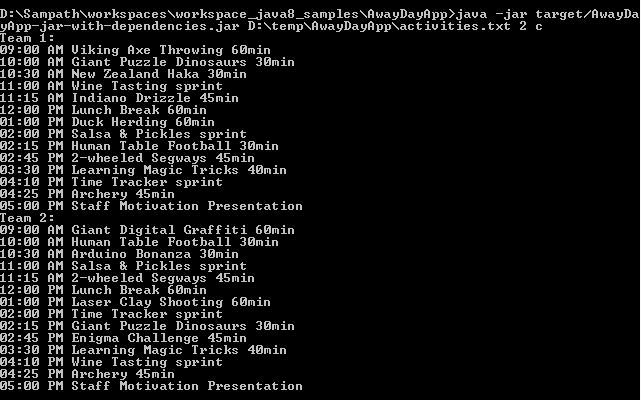 D:\Sampath\workspaces\workspace_java8_samples\AwayDayApp>java -jar target/AwayDa
yApp-jar-with-dependencies.jar D:\temp\AwayDayApp\activities.txt 2 c
Team 1:
09:00 AM Viking Axe Throwing 60min
10:00 AM Giant Puzzle Dinosaurs 30min
10:30 AM New Zealand Haka 30min
11:00 AM Wine Tasting sprint
11:15 AM Indiano Drizzle 45min
12:00 PM Lunch Break 60min
01:00 PM Duck Herding 60min
02:00 PM Salsa & Pickles sprint
02:15 PM Human Table Football 30min
02:45 PM 2-wheeled Segways 45min
03:30 PM Learning Magic Tricks 40min
04:10 PM Time Tracker sprint
04:25 PM Archery 45min
05:00 PM Staff Motivation Presentation
Team 2:
09:00 AM Giant Digital Graffiti 60min
10:00 AM Human Table Football 30min
10:30 AM Arduino Bonanza 30min
11:00 AM Salsa & Pickles sprint
11:15 AM 2-wheeled Segways 45min
12:00 PM Lunch Break 60min
01:00 PM Laser Clay Shooting 60min
02:00 PM Time Tracker sprint
02:15 PM Giant Puzzle Dinosaurs 30min
02:45 PM Enigma Challenge 45min
03:30 PM Learning Magic Tricks 40min
04:10 PM Wine Tasting sprint
04:25 PM Archery 45min
05:00 PM Staff Motivation Presentation